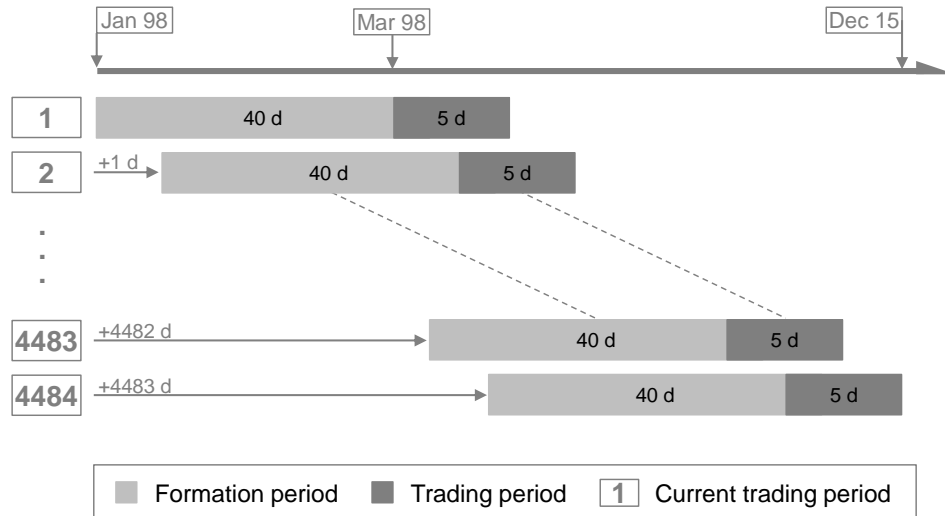 Jan 98
Mar 98
Dec 15
1
40 d
5 d
2
+1 d
40 d
5 d
4483
+4482 d
40 d
5 d
4484
+4483 d
40 d
5 d
Formation period
Trading period
1
Current trading period